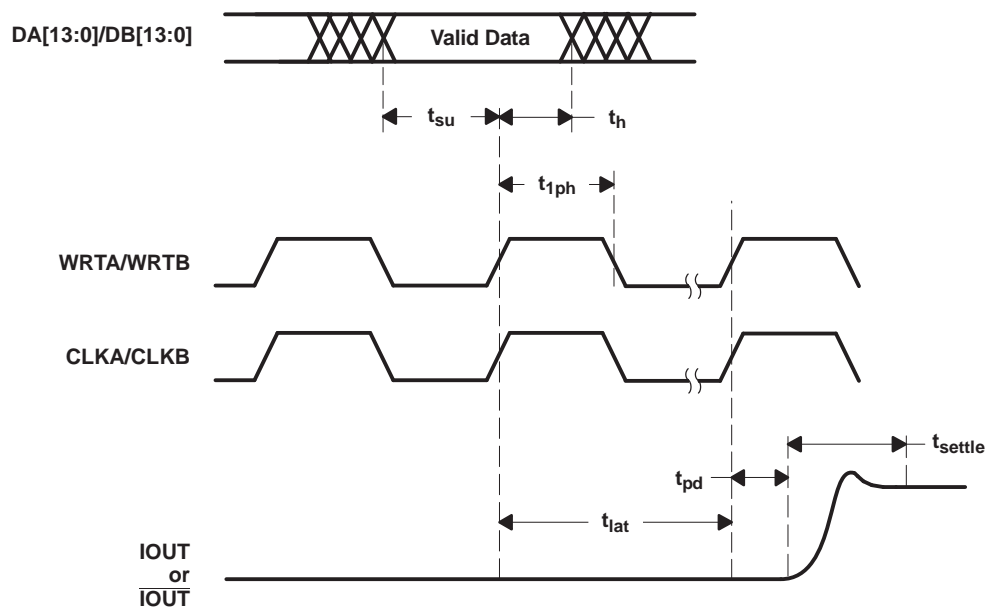 DA[13:0]/DB[13:0]
Valid Data
tsu
th
t1ph
WRTA/WRTB
CLKA/CLKB
tsettle
tpd
tlat
IOUT
or
IOUT